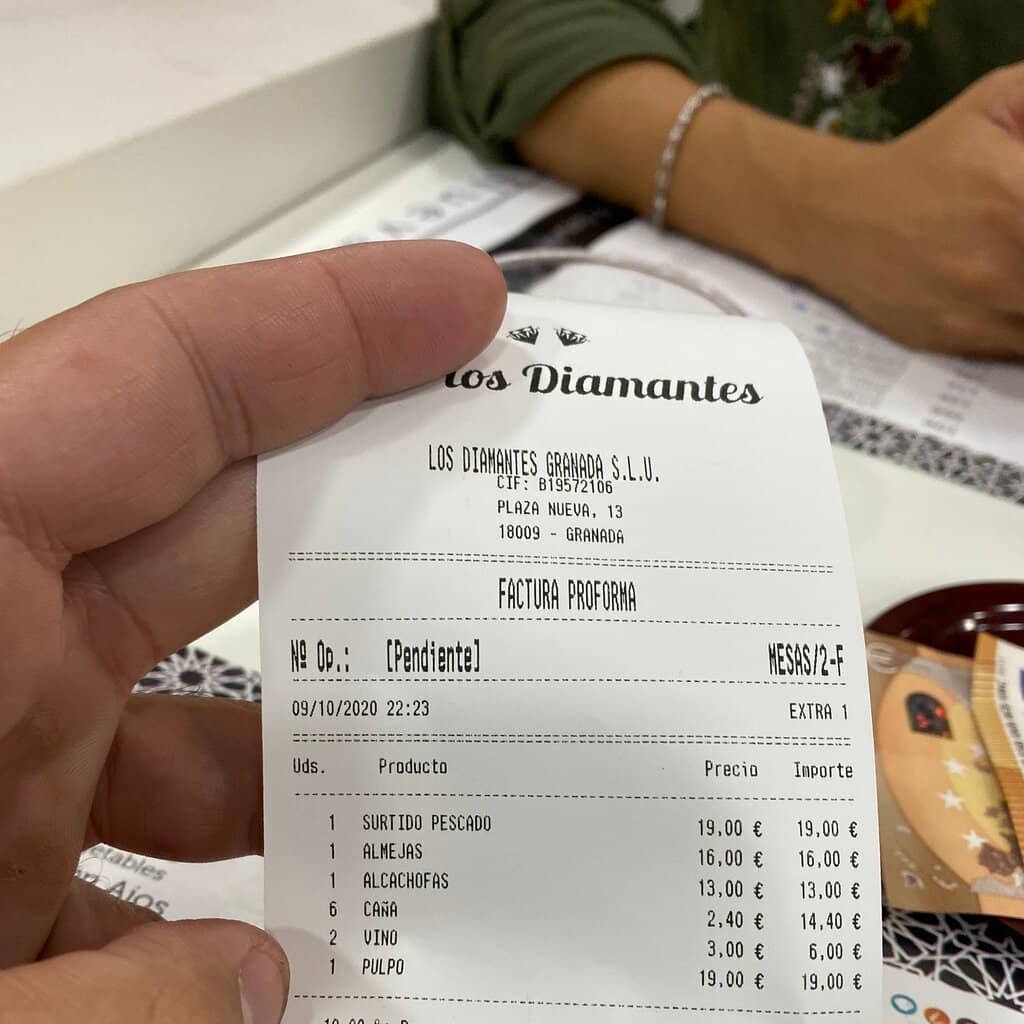 los Diamantes
LOS DIAMANTES GRANADA S.L.U.
CIF: B19572106
PLAZA NUEVA, 13
18009 - GRANADA
FACTURA PROFORMA
Nº Op.: [Pendiente] MESAS/2-F
09/10/2020 22:23 EXTRA 1
Uds. Producto Precio Importe
1 SURTIDO PESCADO 19,00 € 19,00 €
1 ALMEJAS 16,00 € 16,00 €
1 ALCACHOFAS 13,00 € 13,00 €
6 CAÑA 2,40 € 14,40 €
2 VINO 3,00 € 6,00 €
1 PULPO 19,00 € 19,00 €